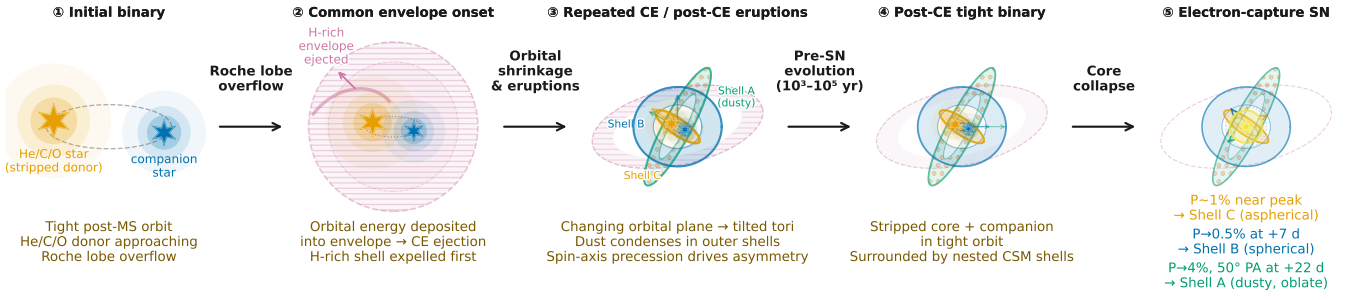 ① Initial binary
Roche lobe
overflow
He/C/O star
(stripped donor)
companion
star
Tight post-MS orbit
He/C/O donor approaching
Roche lobe overflow
② Common envelope onset
H-rich
envelope
ejected
Orbital
shrinkage
& eruptions
Orbital energy deposited
into envelope → CE ejection
H-rich shell expelled first
③ Repeated CE / post-CE eruptions
Shell A
(dusty)
Shell B
Shell C
Pre-SN
evolution
(10³–10⁵ yr)
Changing orbital plane → tilted tori
Dust condenses in outer shells
Spin-axis precession drives asymmetry
④ Post-CE tight binary
Core
collapse
Stripped core + companion
in tight orbit
Surrounded by nested CSM shells
⑤ Electron-capture SN
P~1% near peak
→ Shell C (aspherical)
P→0.5% at +7 d
→ Shell B (spherical)
P→4%, 50° PA at +22 d
→ Shell A (dusty, oblate)